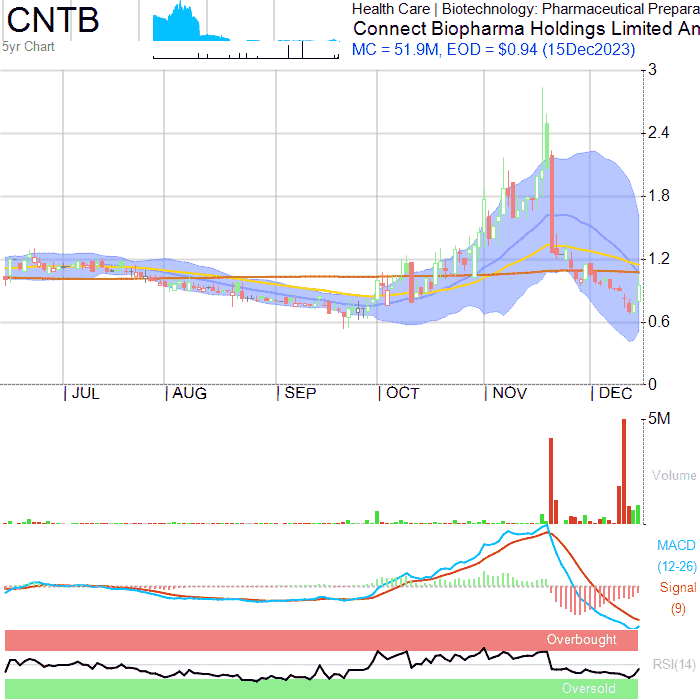 CNTB
5yr Chart
Health Care | Biotechnology: Pharmaceutical Prepara
Connect Biopharma Holdings Limited An
MC = 51.9M, EOD = $0.94 (15Dec2023)
3
2.4
1.8
1.2
0.6
0
JUL AUG SEP OCT NOV DEC
5M
Volume
MACD
(12-26)
Signal
(9)
Overbought
RSI(14)
Oversold